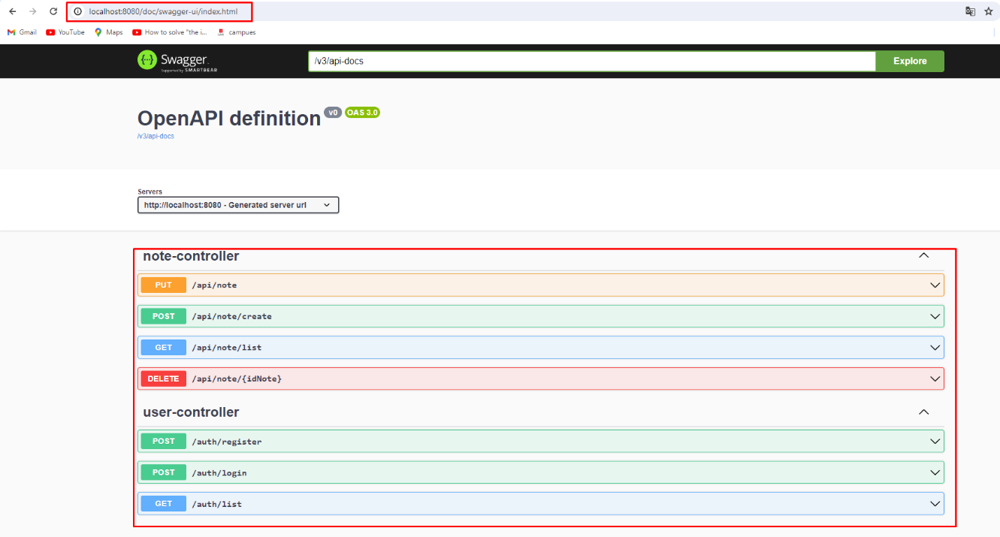 localhost:8080/doc/swagger-ui/index.html
Gmail YouTube Maps How to solve "the i... campues
Swagger. /v3/api-docs Explore
Supported by SMARTBEAR
OpenAPI definition v0 OAS 3.0
/v3/api-docs
Servers
http://localhost:8080 - Generated server url
note-controller
PUT /api/note
POST /api/note/create
GET /api/note/list
DELETE /api/note/{idNote}
user-controller
POST /auth/register
POST /auth/login
GET /auth/list